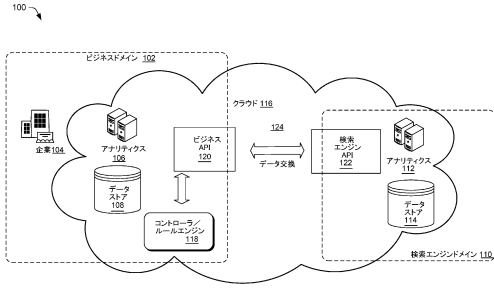 100
ビジネスドメイン 102
クラウド 116
企業 104
アナリティクス
106
データ
ストア
108
ビジネス
API
120
コントローラ/
ルールエンジン
118
124
データ交換
検索
エンジン
API
122
アナリティクス
112
データ
ストア
114
検索エンジンドメイン 110